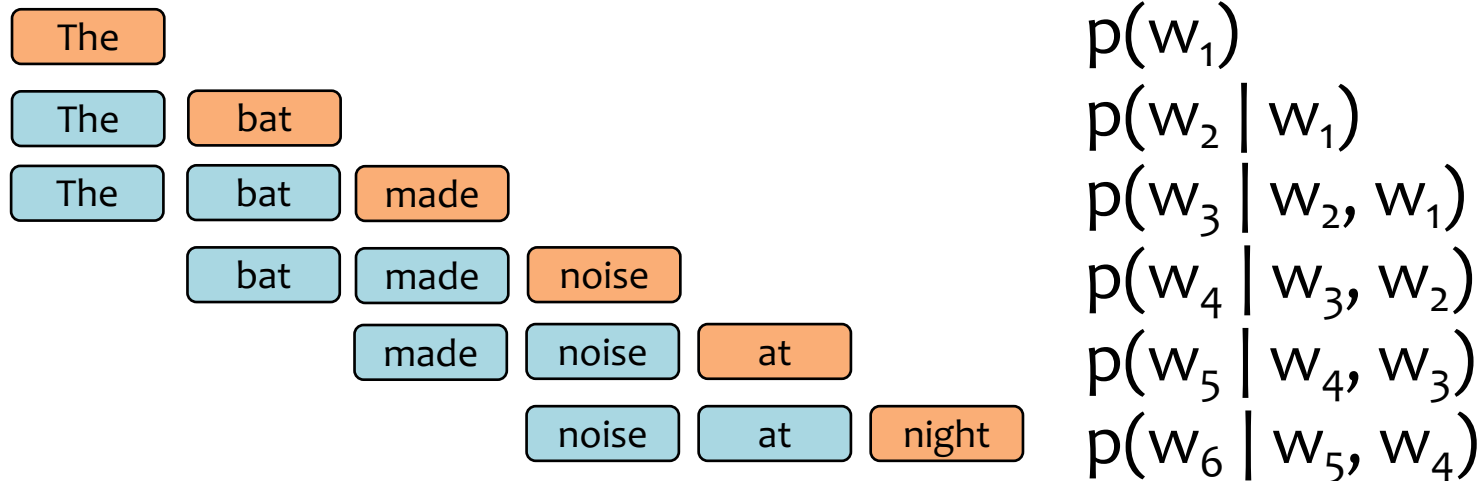 The p(w₁)
The bat p(w₂ | w₁)
The bat made p(w₃ | w₂, w₁)
bat made noise p(w₄ | w₃, w₂)
made noise at p(w₅ | w₄, w₃)
noise at night p(w₆ | w₅, w₄)